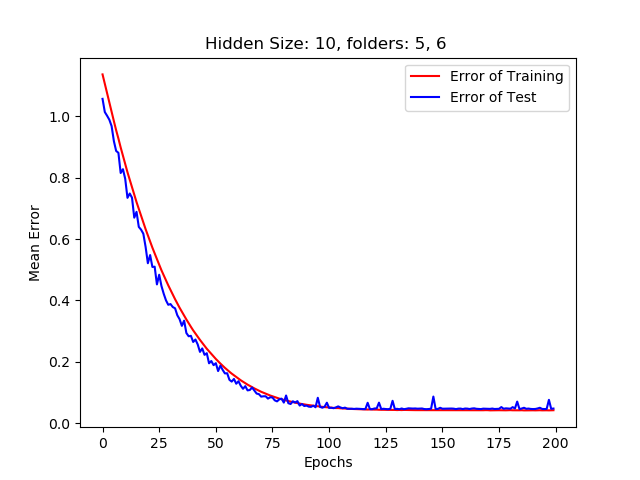 Hidden Size: 10, folders: 5, 6
Error of Training
Error of Test
Mean Error
1.0
0.8
0.6
0.4
0.2
0.0
0 25 50 75 100 125 150 175 200
Epochs